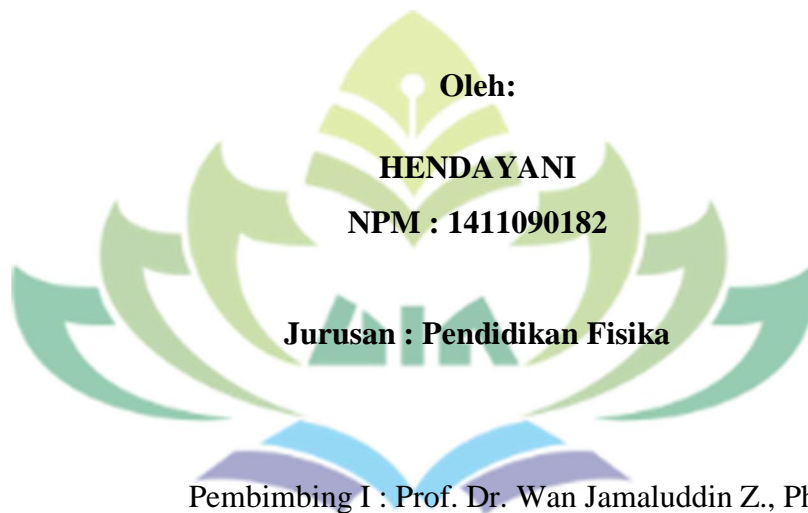 Oleh:
HENDAYANI
NPM : 1411090182
Jurusan : Pendidikan Fisika
Pembimbing I : Prof. Dr. Wan Jamaluddin Z.,